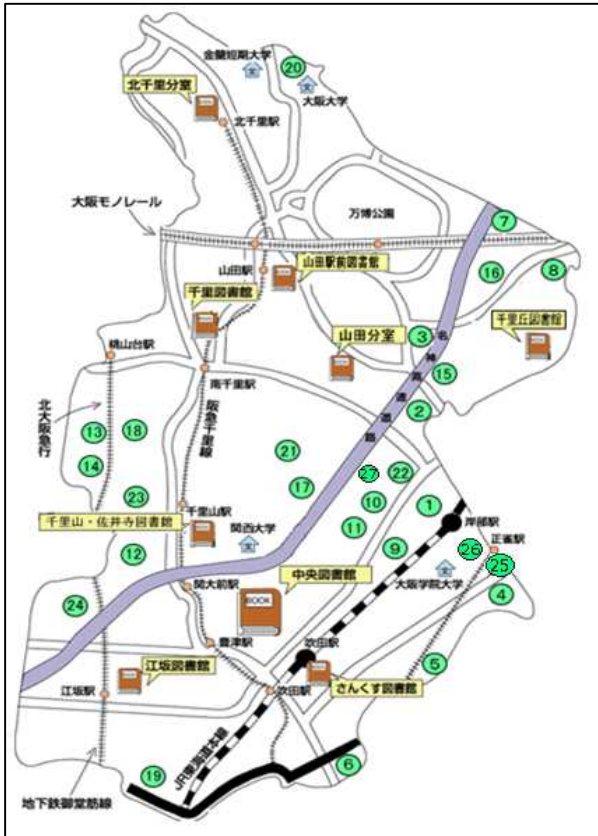 金蘭短期大学
20
大阪大学
北千里分室
北千里駅
大阪モノレール
万博公園
7
山田駅
山田駅前図書館
16
8
千里図書館
山田分室
3
名神高速道路
千里丘図書館
桃山台駅
南千里駅
15
2
北大阪急行
阪急千里線
13
18
14
21
27
22
17
23
10
1
千里山駅
千里山・佐井寺図書館
関西大学
11
岸部駅
12
9
26
正雀駅
25
大阪学院大学
中央図書館
BOOK
関大前駅
4
24
豊津駅
吹田駅
江坂図書館
5
江坂駅
吹田駅
さんくす図書館
JR東海道本線
19
6
地下鉄御堂筋線